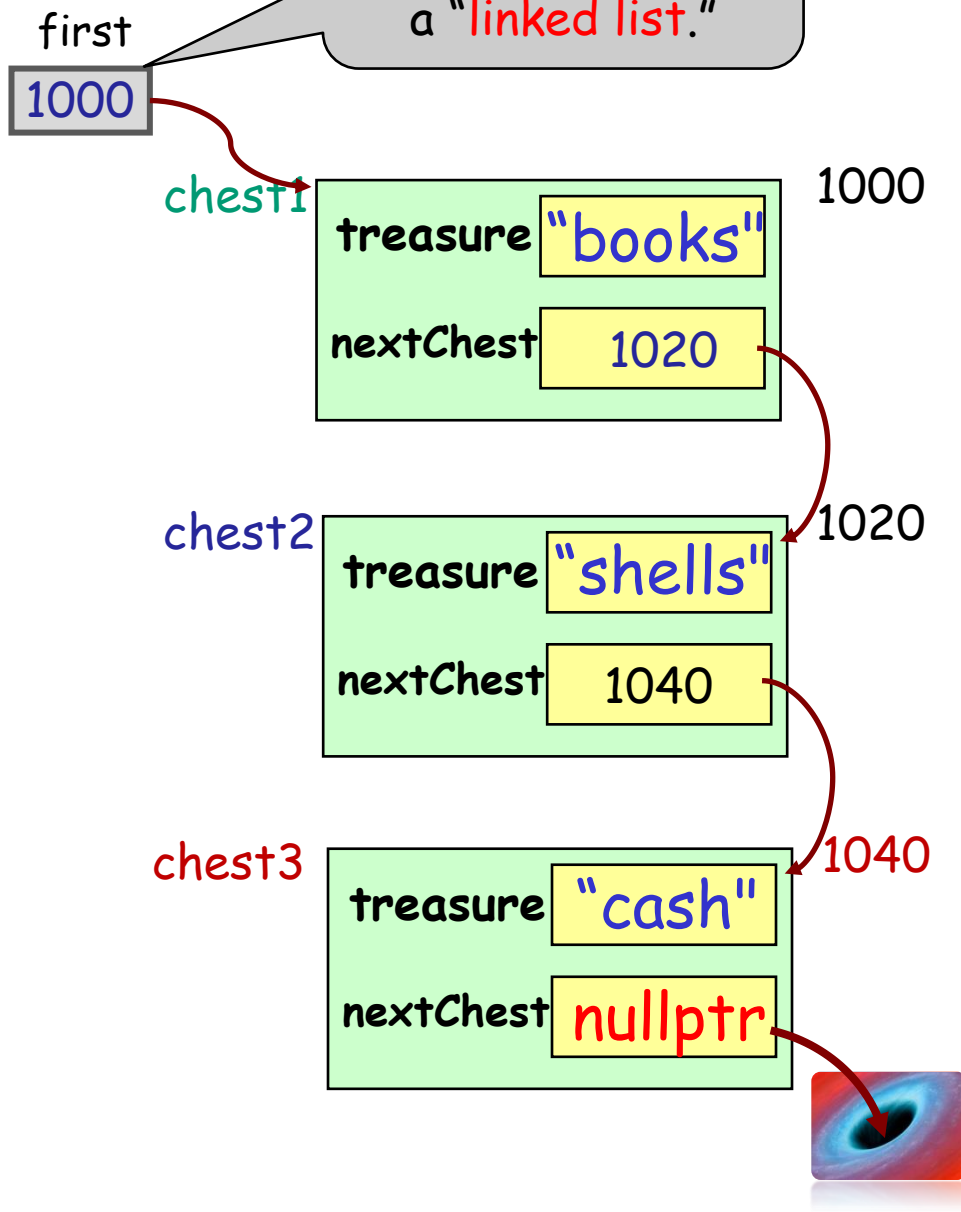 a “linked list.”
first
1000
chest1
1000
treasure “books"
nextChest 1020
chest2
1020
treasure “shells"
nextChest 1040
chest3
1040
treasure “cash"
nextChest nullptr